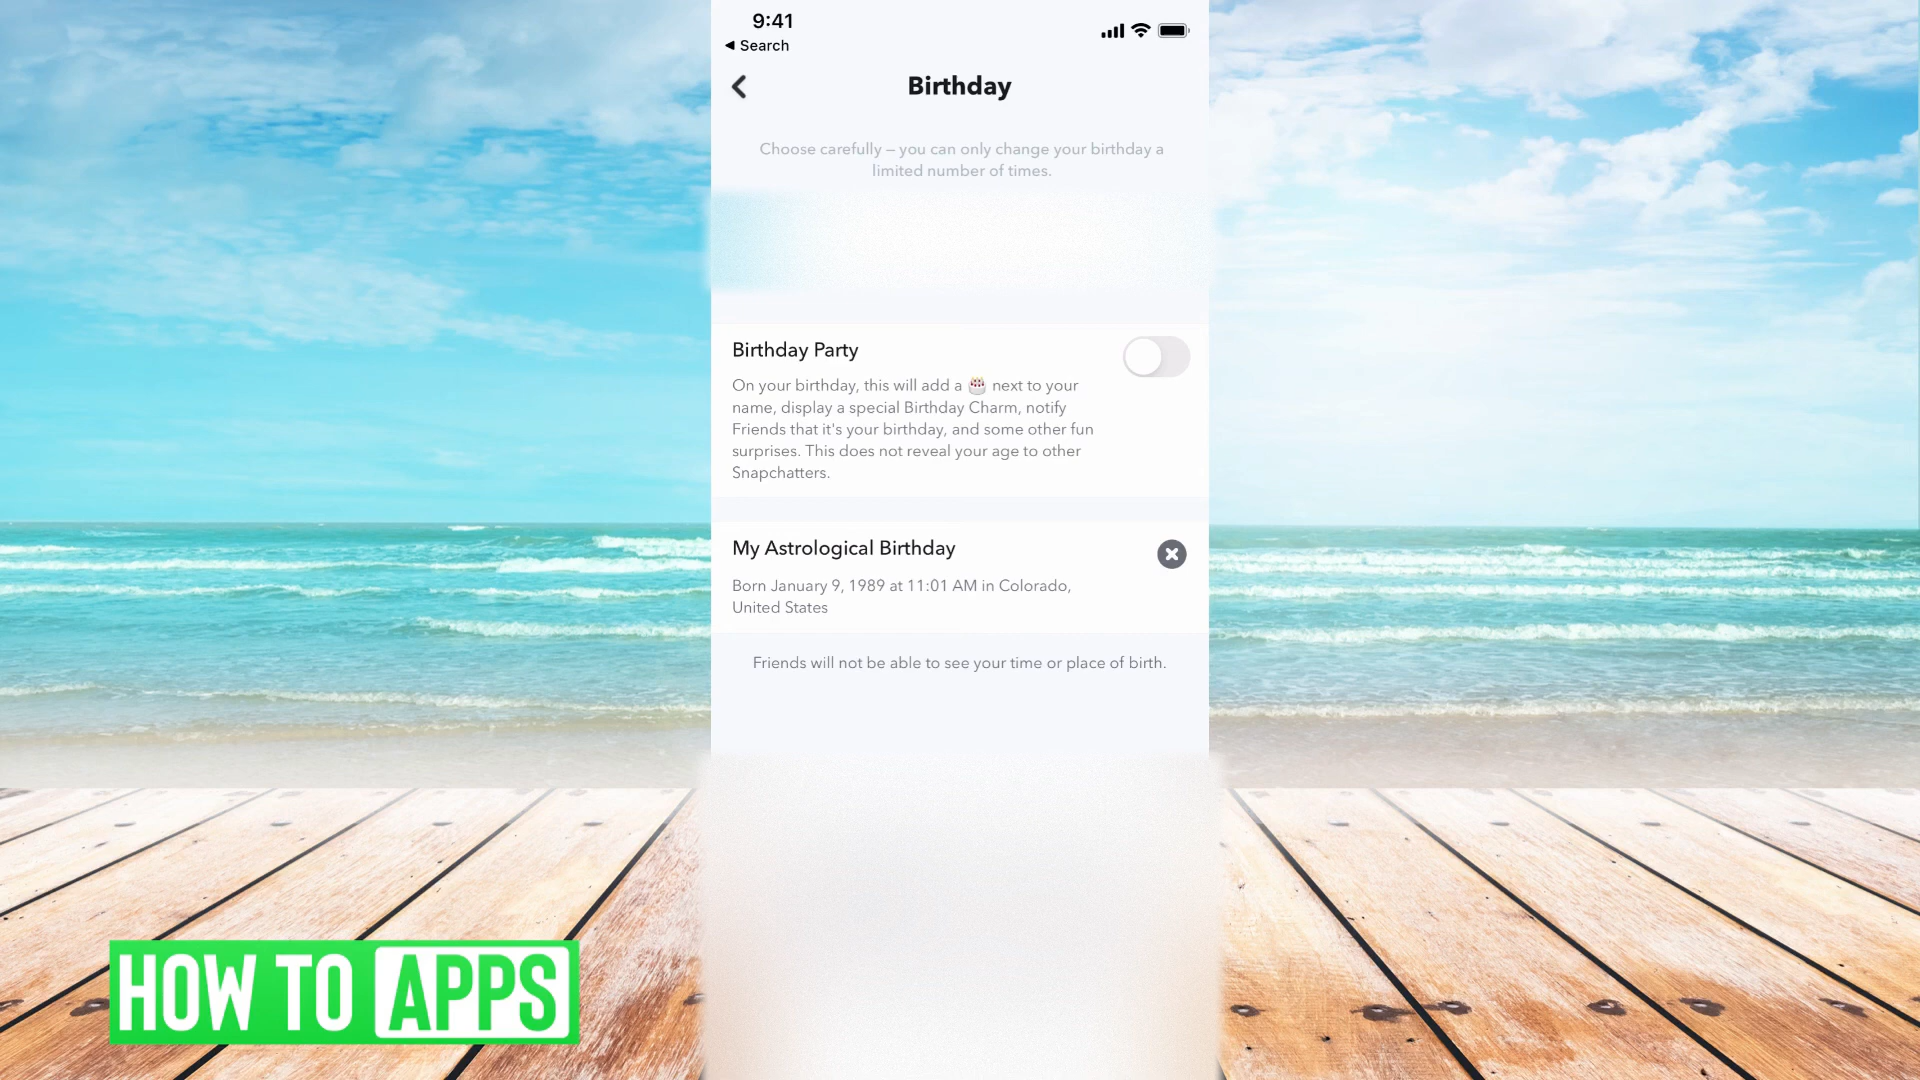 9:41
Search
Birthday
Choose carefully – you can only change your birthday a
limited number of times.
Birthday Party
On your birthday, this will add a 🎂 next to your
name, display a special Birthday Charm, notify
Friends that it's your birthday, and some other fun
surprises. This does not reveal your age to other
Snapchatters.
My Astrological Birthday
Born January 9, 1989 at 11:01 AM in Colorado,
United States
Friends will not be able to see your time or place of birth.
HOW TO APPS